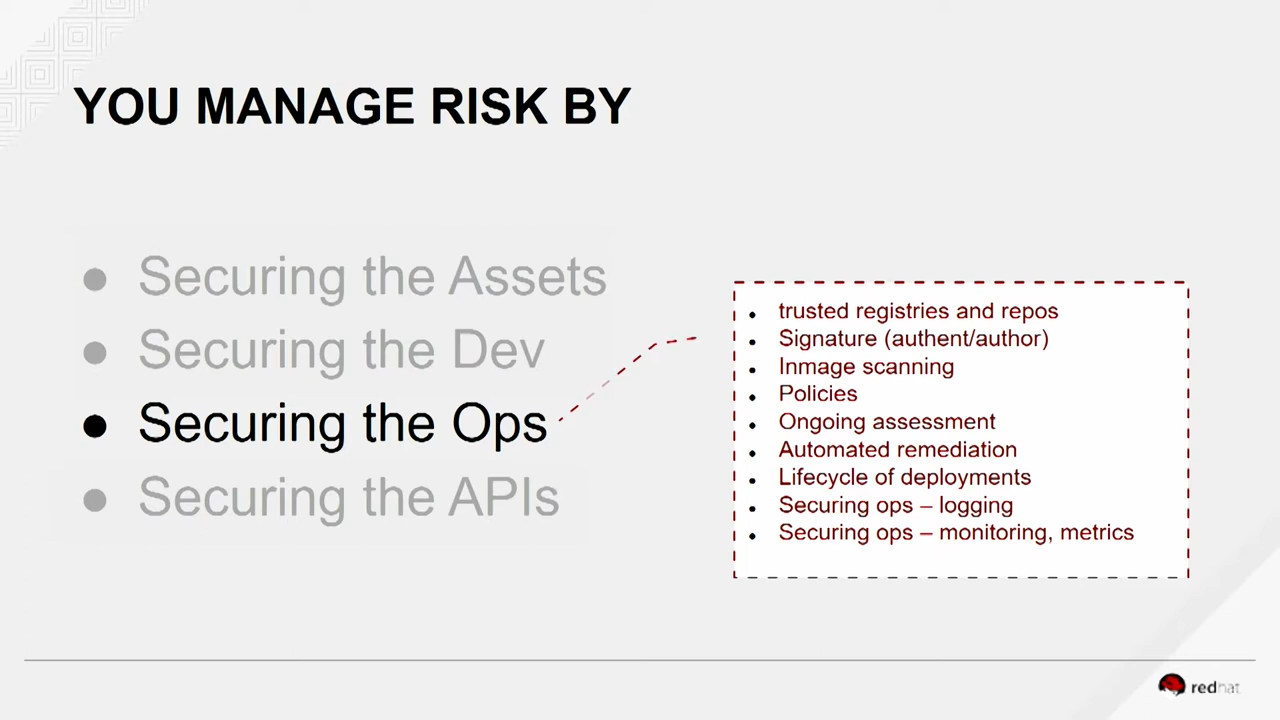 YOU MANAGE RISK BY
● Securing the Assets
● Securing the Dev
● Securing the Ops
● Securing the APIs
● trusted registries and repos
● Signature (authent/author)
● Inmage scanning
● Policies
● Ongoing assessment
● Automated remediation
● Lifecycle of deployments
● Securing ops – logging
● Securing ops – monitoring, metrics
redhat